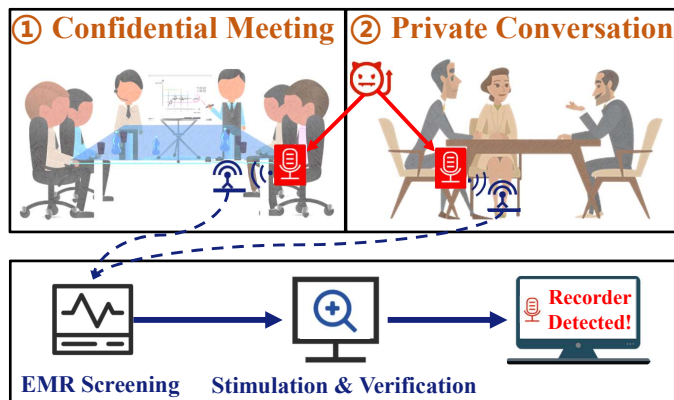 ① Confidential Meeting
② Private Conversation
Recorder
Detected!
EMR Screening
Stimulation & Verification